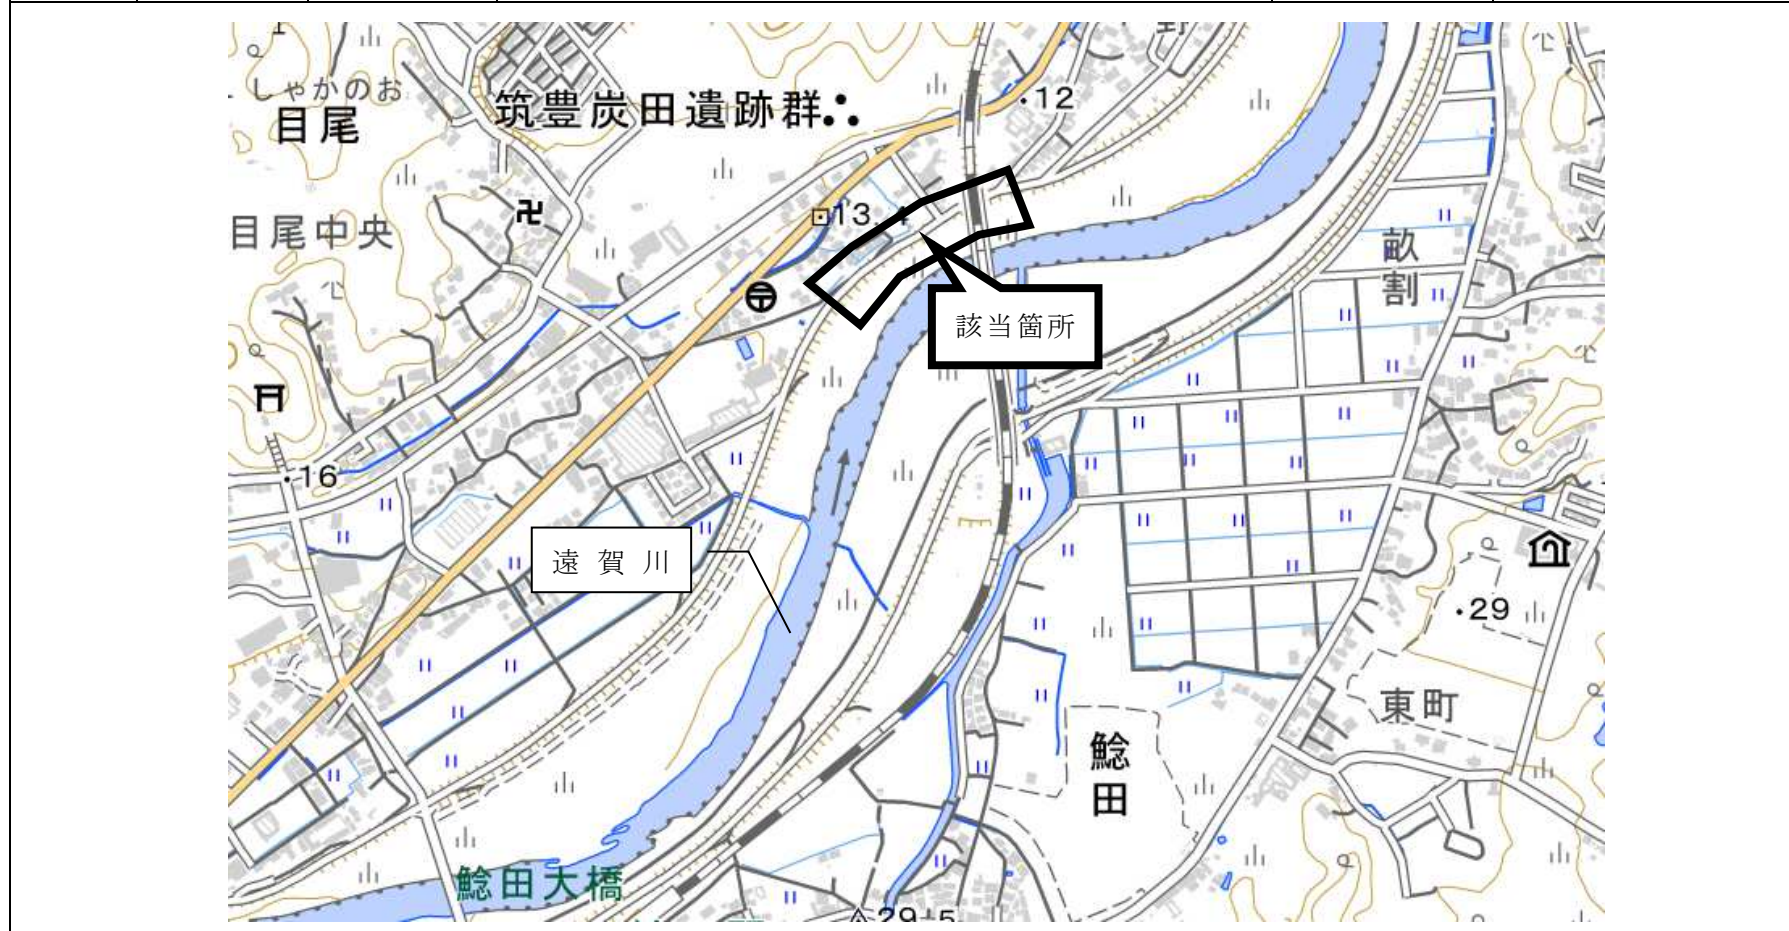 野
しゃかのお
目尾
筑豊炭田遺跡群
・12
目尾中央
13.4
畝割
該当箇所
・16
遠賀川
・29
東町
鯰田
鯰田大橋
29.5